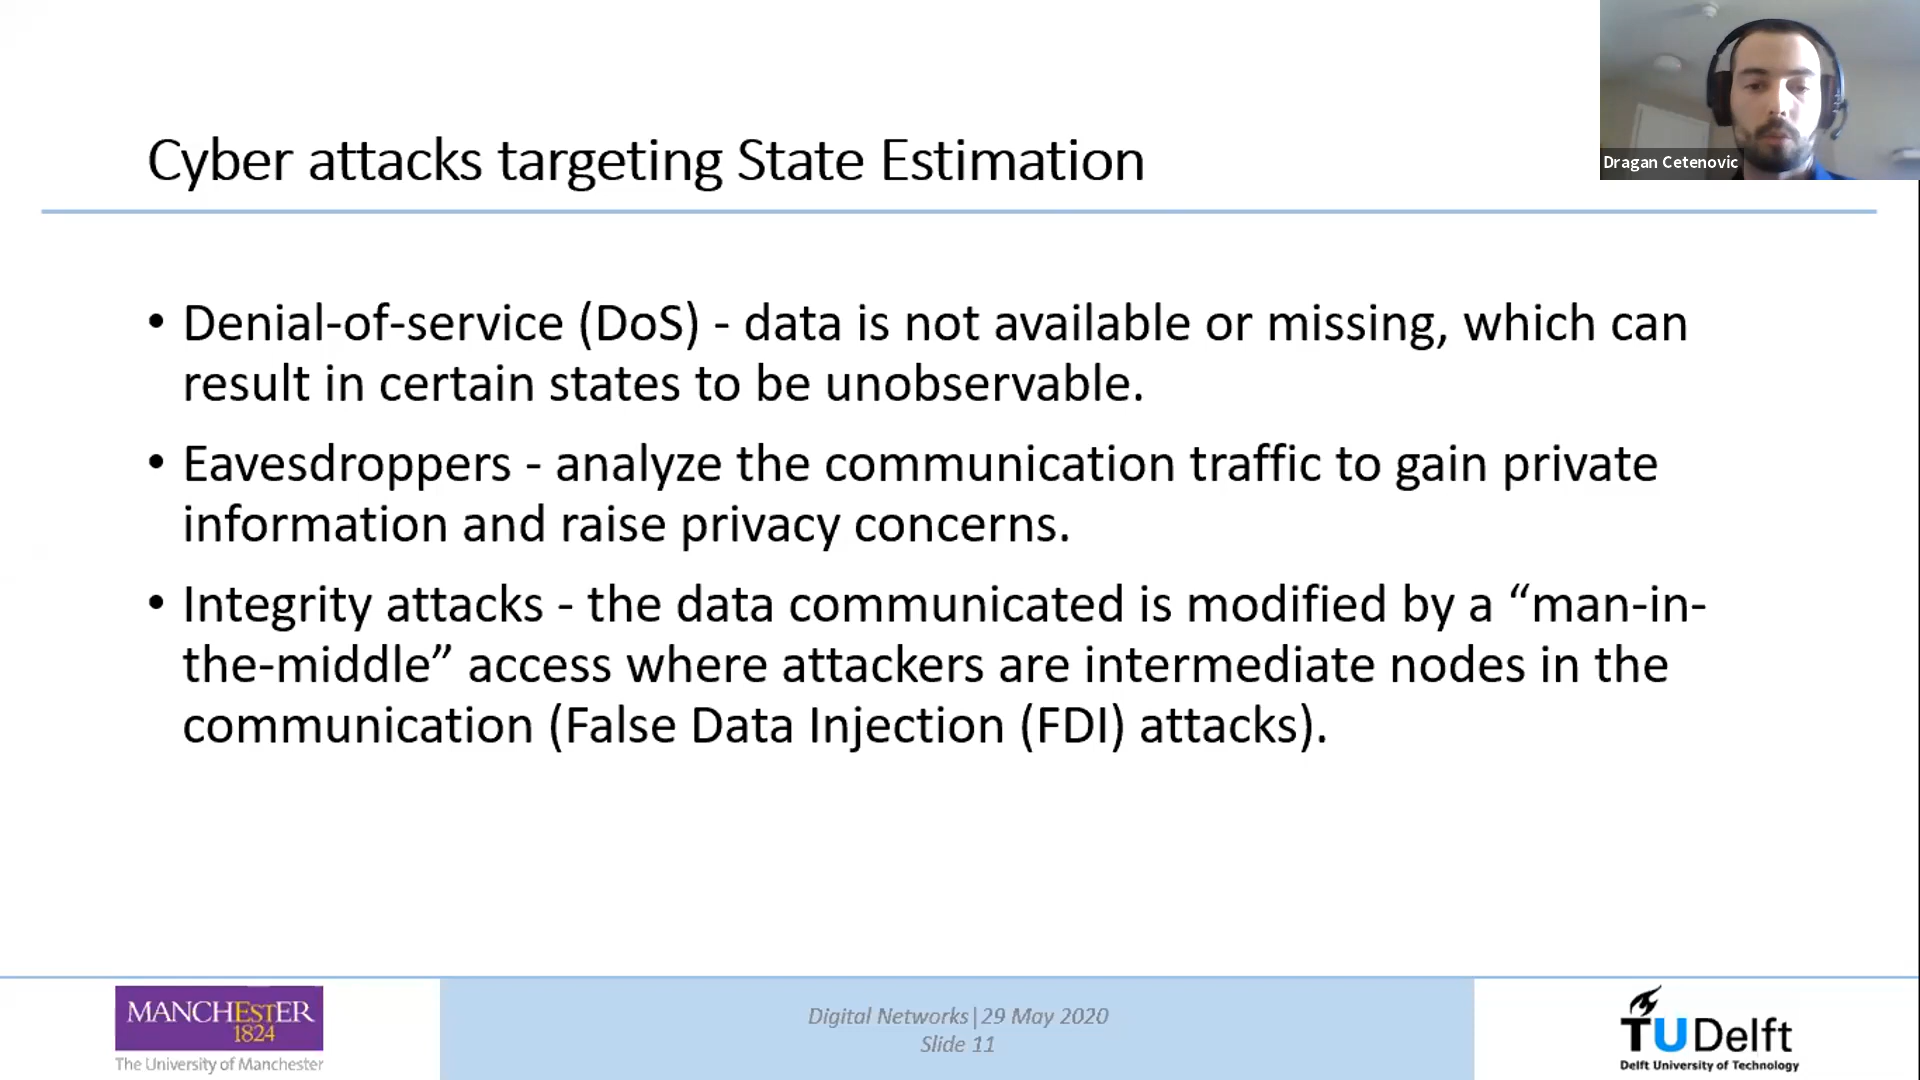 Dragan Cetenovic
Cyber attacks targeting State Estimation
• Denial-of-service (DoS) - data is not available or missing, which can
result in certain states to be unobservable.
• Eavesdroppers - analyze the communication traffic to gain private
information and raise privacy concerns.
• Integrity attacks - the data communicated is modified by a “man-in-
the-middle” access where attackers are intermediate nodes in the
communication (False Data Injection (FDI) attacks).
MANCHESTER
1824
The University of Manchester
Digital Networks|29 May 2020
Slide 11
TU Delft
Delft University of Technology